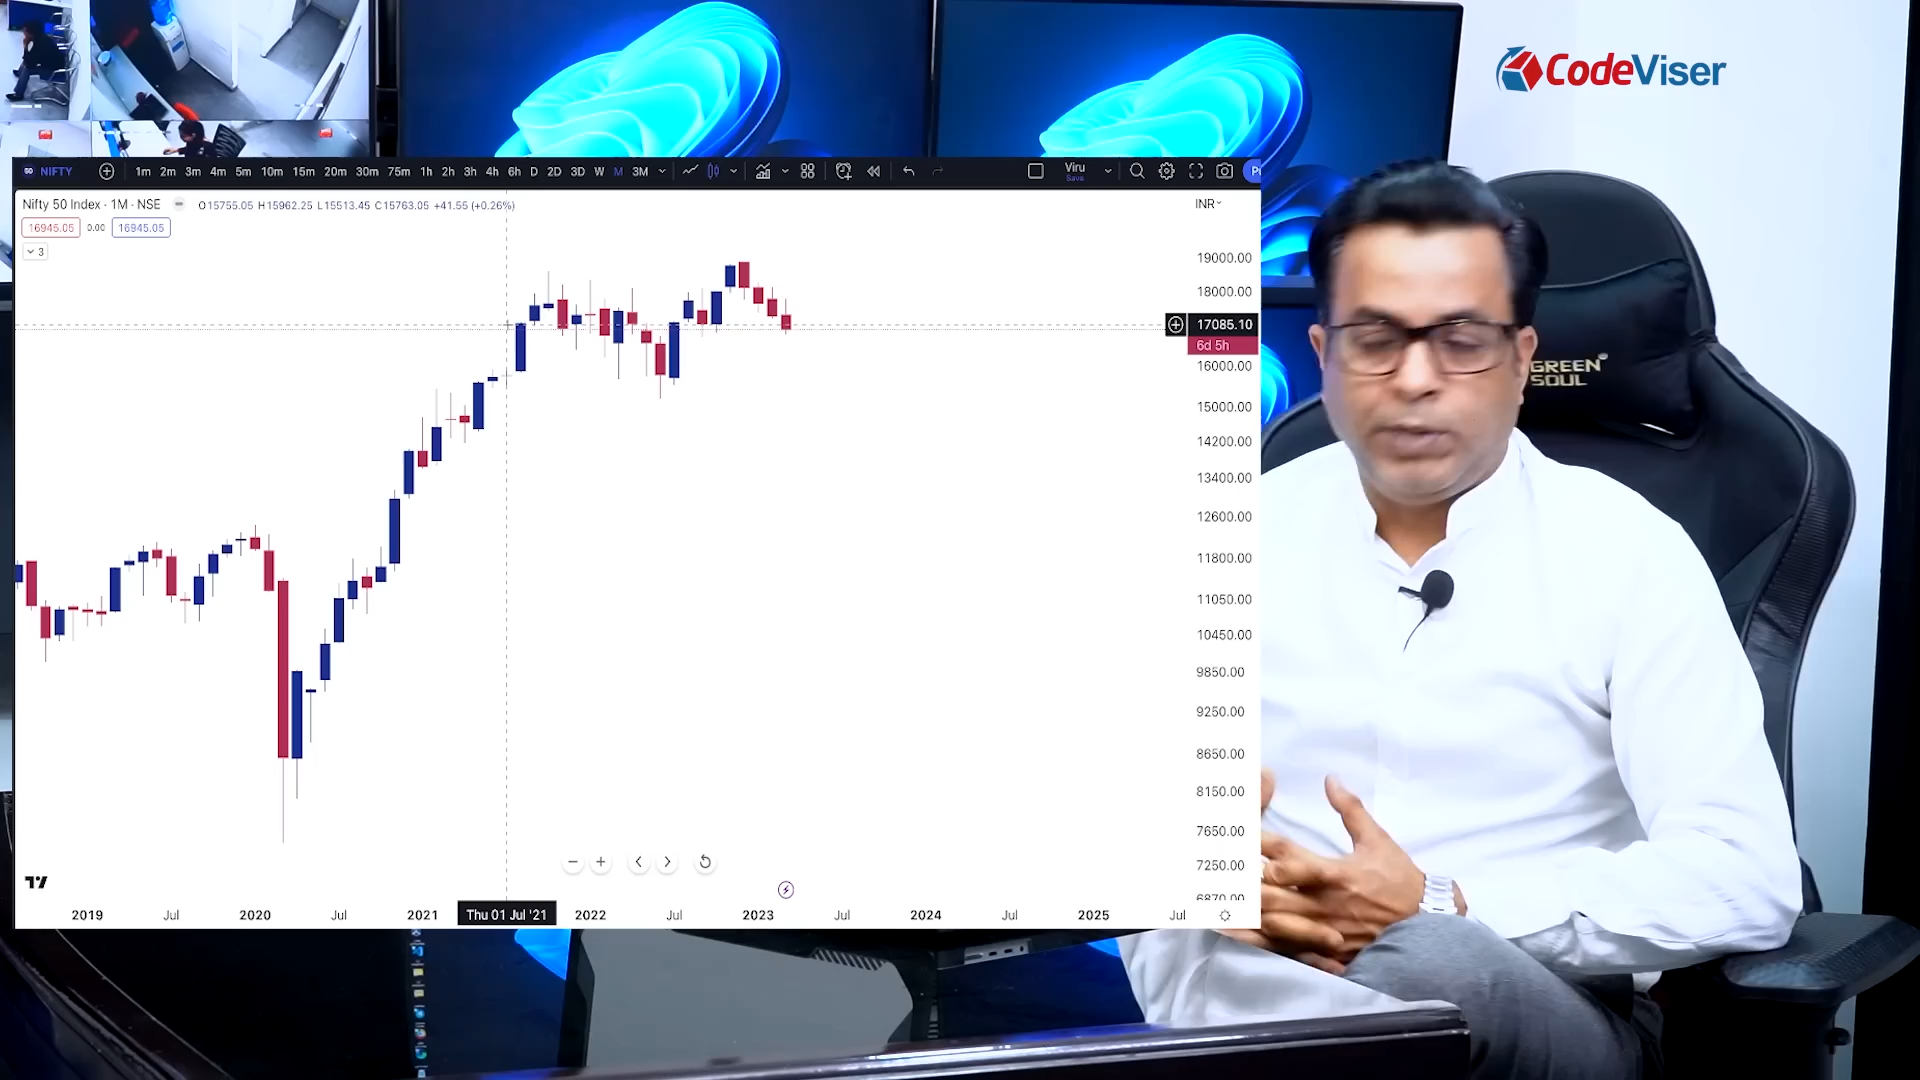 CodeViser
NIFTY 1m 2m 3m 4m 5m 10m 15m 20m 30m 75m 1h 2h 3h 4h 6h D 2D 3D W M 3M Viru
Save
Nifty 50 Index · 1M · NSE O15755.05 H15962.25 L15513.45 C15763.05 +41.55 (+0.26%) INR
16945.05 0.00 16945.05
3
19000.00
18000.00
17085.10
6d 5h
16000.00
GREEN
SOUL
15000.00
14200.00
13400.00
12600.00
11800.00
11050.00
10450.00
9850.00
9250.00
8650.00
8150.00
7650.00
7250.00
6870.00
2019 Jul 2020 Jul 2021 Thu 01 Jul '21 2022 Jul 2023 Jul 2024 Jul 2025 Jul